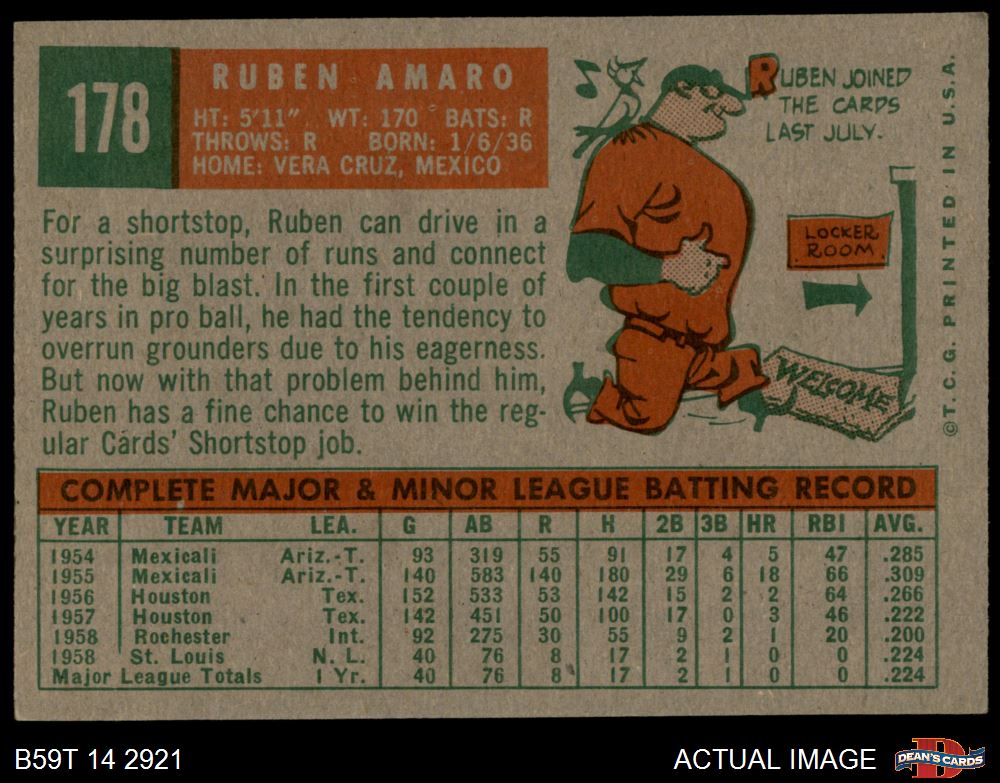 178
RUBEN AMARO
HT: 5'11" WT: 170 BATS: R
THROWS: R BORN: 1/6/36
HOME: VERA CRUZ, MEXICO
RUBEN JOINED
THE CARDS
LAST JULY.
LOCKER
ROOM
WELCOME
©T.C.G. PRINTED IN U.S.A.
For a shortstop, Ruben can drive in a
surprising number of runs and connect
for the big blast. In the first couple of
years in pro ball, he had the tendency to
overrun grounders due to his eagerness.
But now with that problem behind him,
Ruben has a fine chance to win the reg-
ular Cards' Shortstop job.
COMPLETE MAJOR & MINOR LEAGUE BATTING RECORD
YEAR TEAM LEA. G AB R H 2B 3B HR RBI AVG.
1954 Mexicali Ariz.-T. 93 319 55 91 17 4 5 47 .285
1955 Mexicali Ariz.-T. 140 583 140 180 29 6 18 66 .309
1956 Houston Tex. 152 533 53 142 15 2 2 64 .266
1957 Houston Tex. 142 451 50 100 17 0 3 46 .222
1958 Rochester Int. 92 275 30 55 9 2 1 20 .200
1958 St. Louis N. L. 40 76 8 17 2 1 0 0 .224
Major League Totals 1 Yr. 40 76 8 17 2 1 0 0 .224
B59T 14 2921
ACTUAL IMAGE
D
DEAN'S CARDS